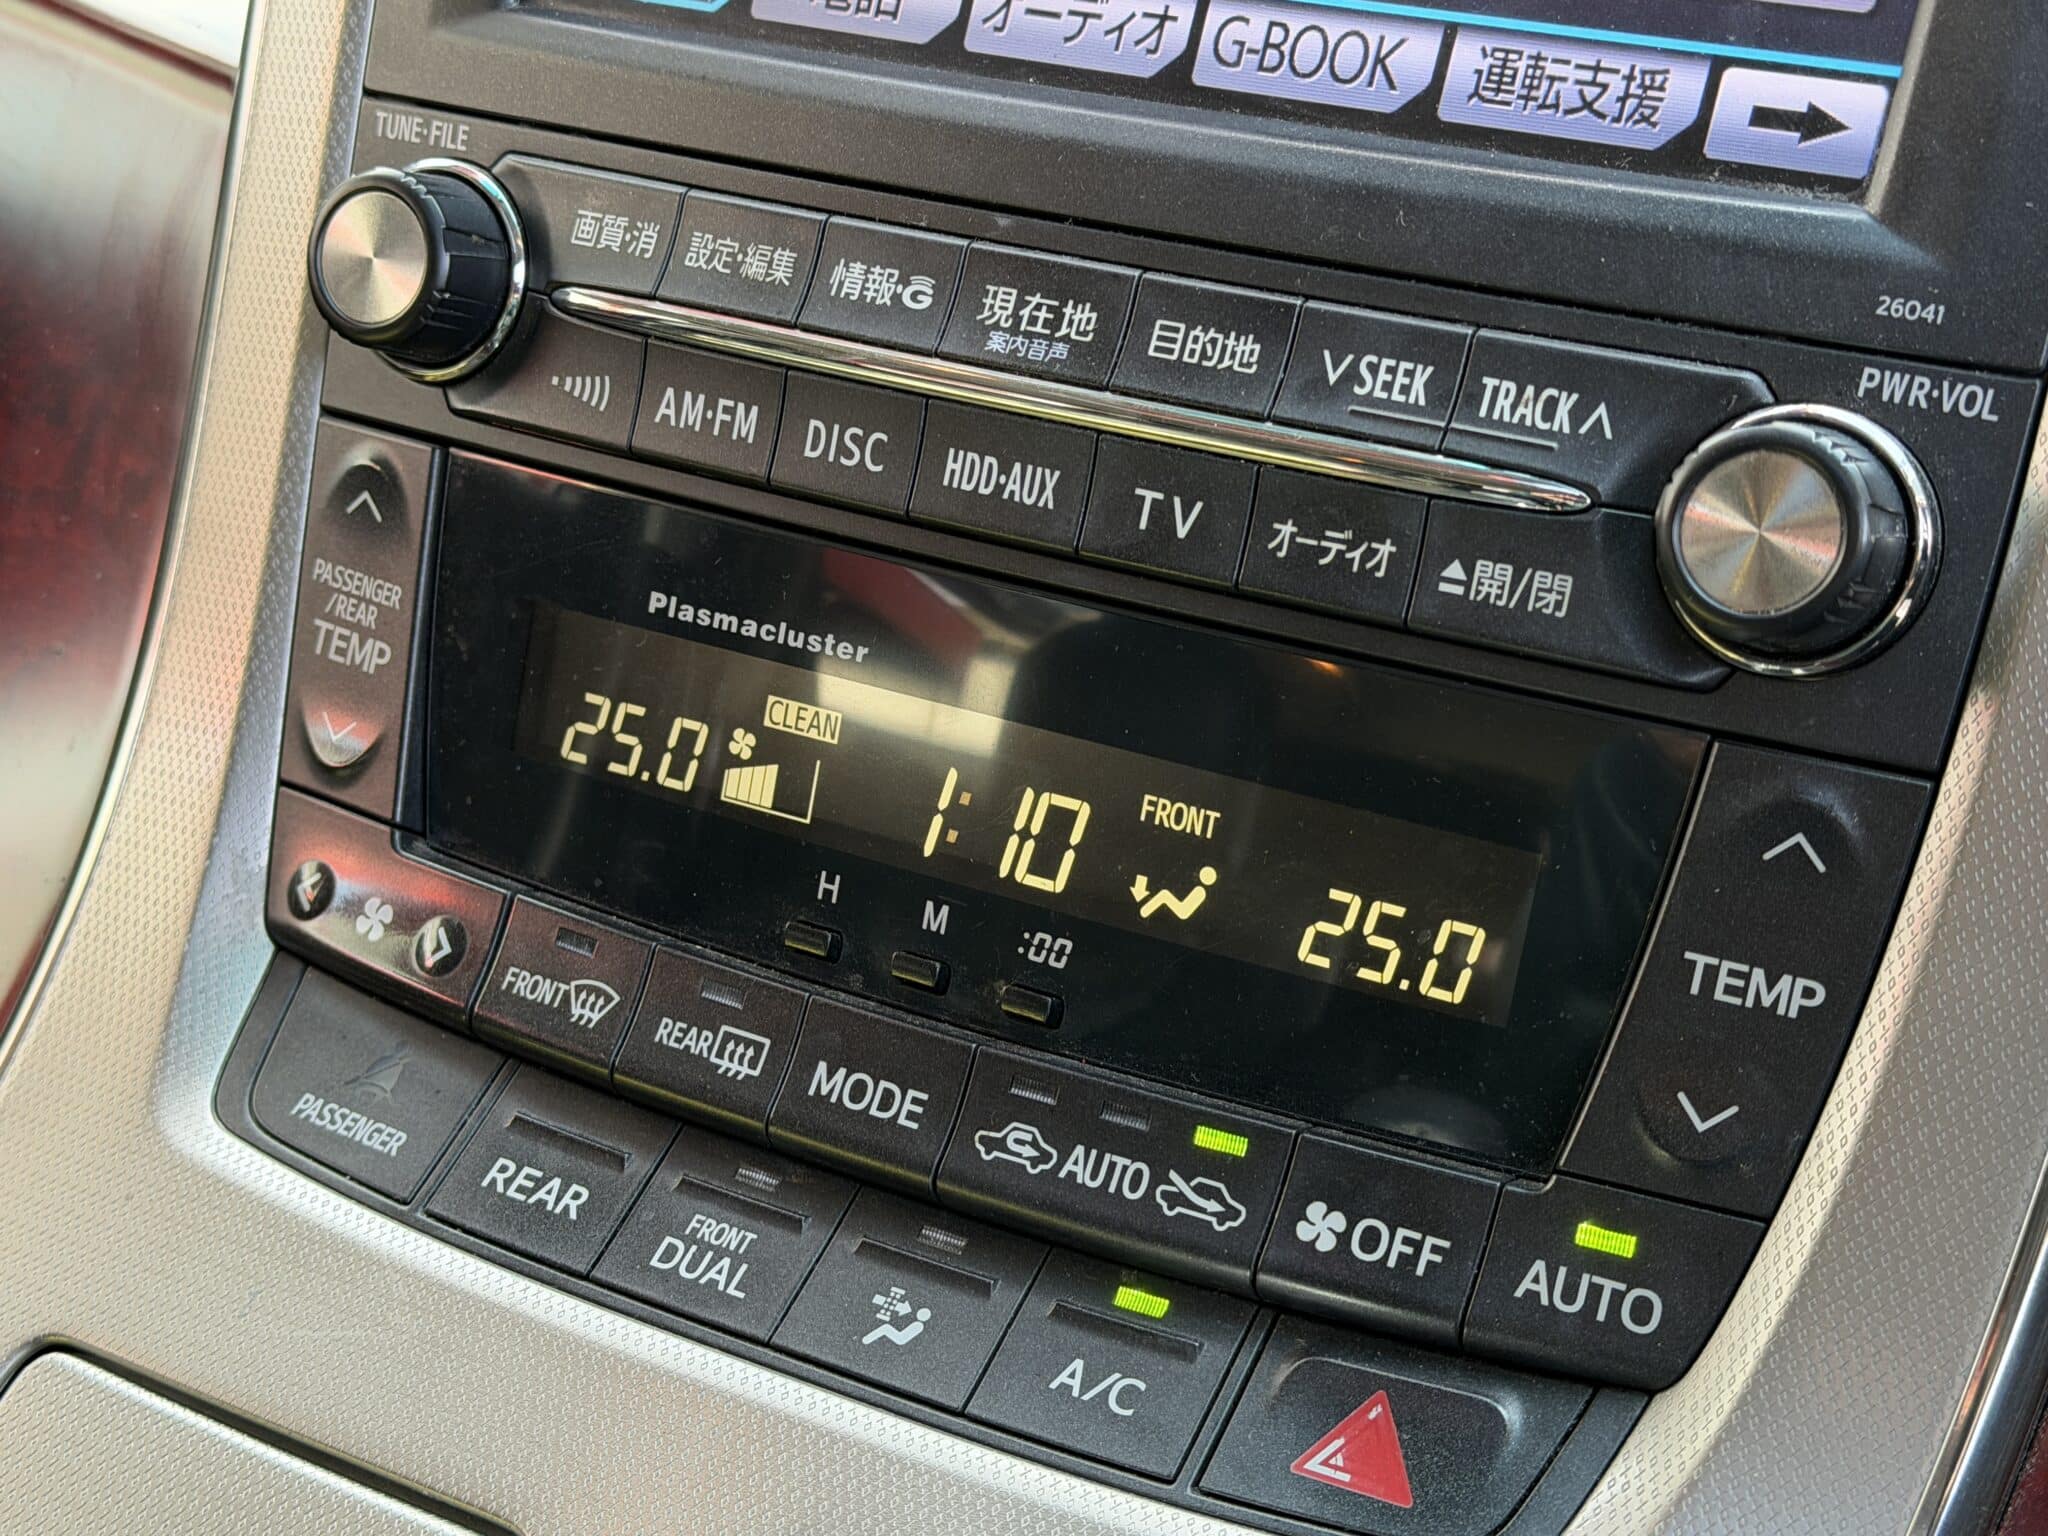 電話
オーディオ
G-BOOK
運転支援
TUNE·FILE
26041
画質·消
設定·編集
情報·G
現在地
案内音声
目的地
SEEK
TRACK
PWR·VOL
AM·FM
DISC
HDD·AUX
TV
オーディオ
開/閉
PASSENGER
/REAR
TEMP
Plasmacluster
25.0
CLEAN
1:10
FRONT
25.0
H
M
:00
TEMP
FRONT
REAR
MODE
AUTO
OFF
AUTO
PASSENGER
REAR
FRONT
DUAL
A/C